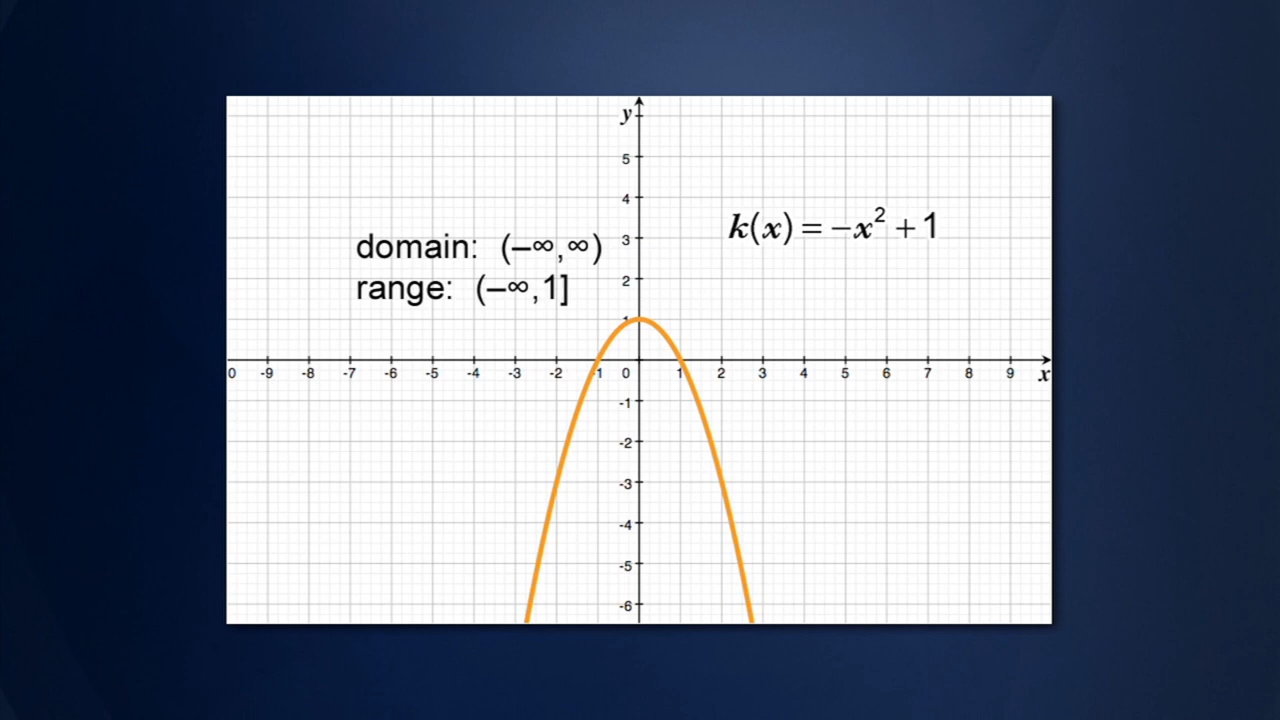 y
5
4
k(x) = −x² + 1
domain: (−∞,∞)
3
range: (−∞,1]
2
1
0 -9 -8 -7 -6 -5 -4 -3 -2 -1 0 1 2 3 4 5 6 7 8 9 x
-1
-2
-3
-4
-5
-6